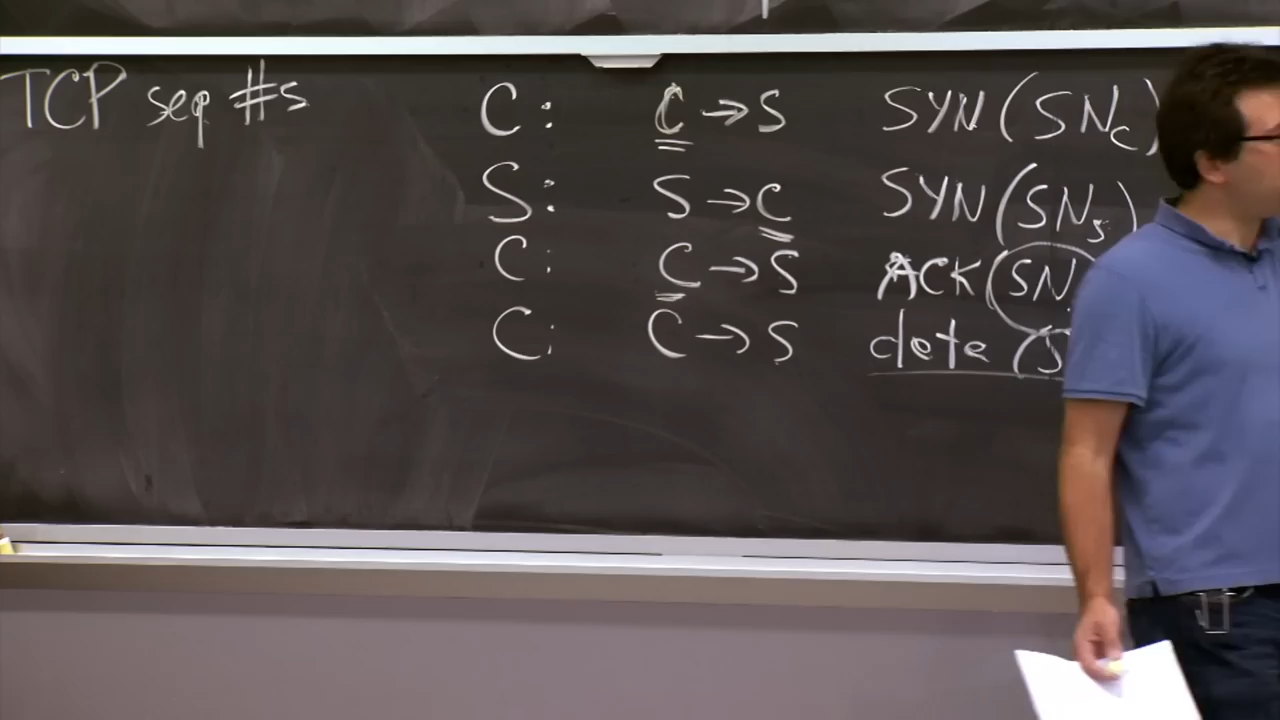 TCP seq #s
C: C → S SYN(SNc)
S: S → C SYN(SNs)
C: C → S ACK(SN
C: C → S data (S